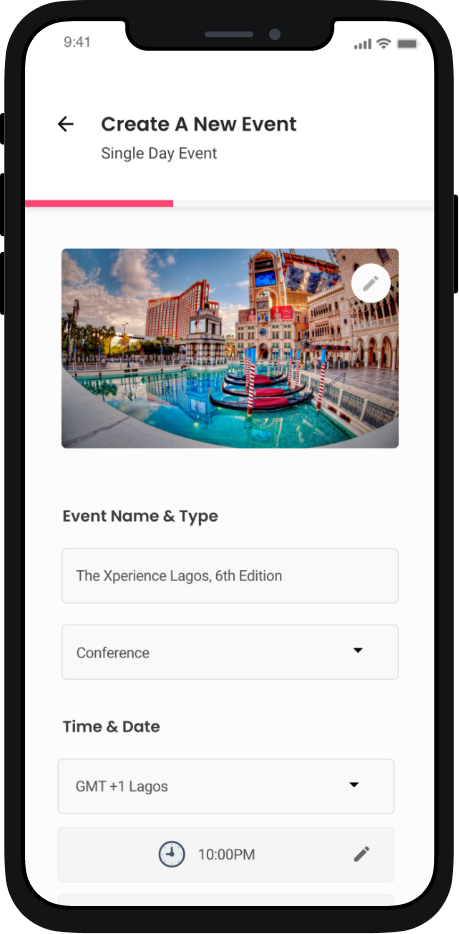 9:41
Create A New Event
Single Day Event
Event Name & Type
The Xperience Lagos, 6th Edition
Conference
Time & Date
GMT +1 Lagos
10:00PM